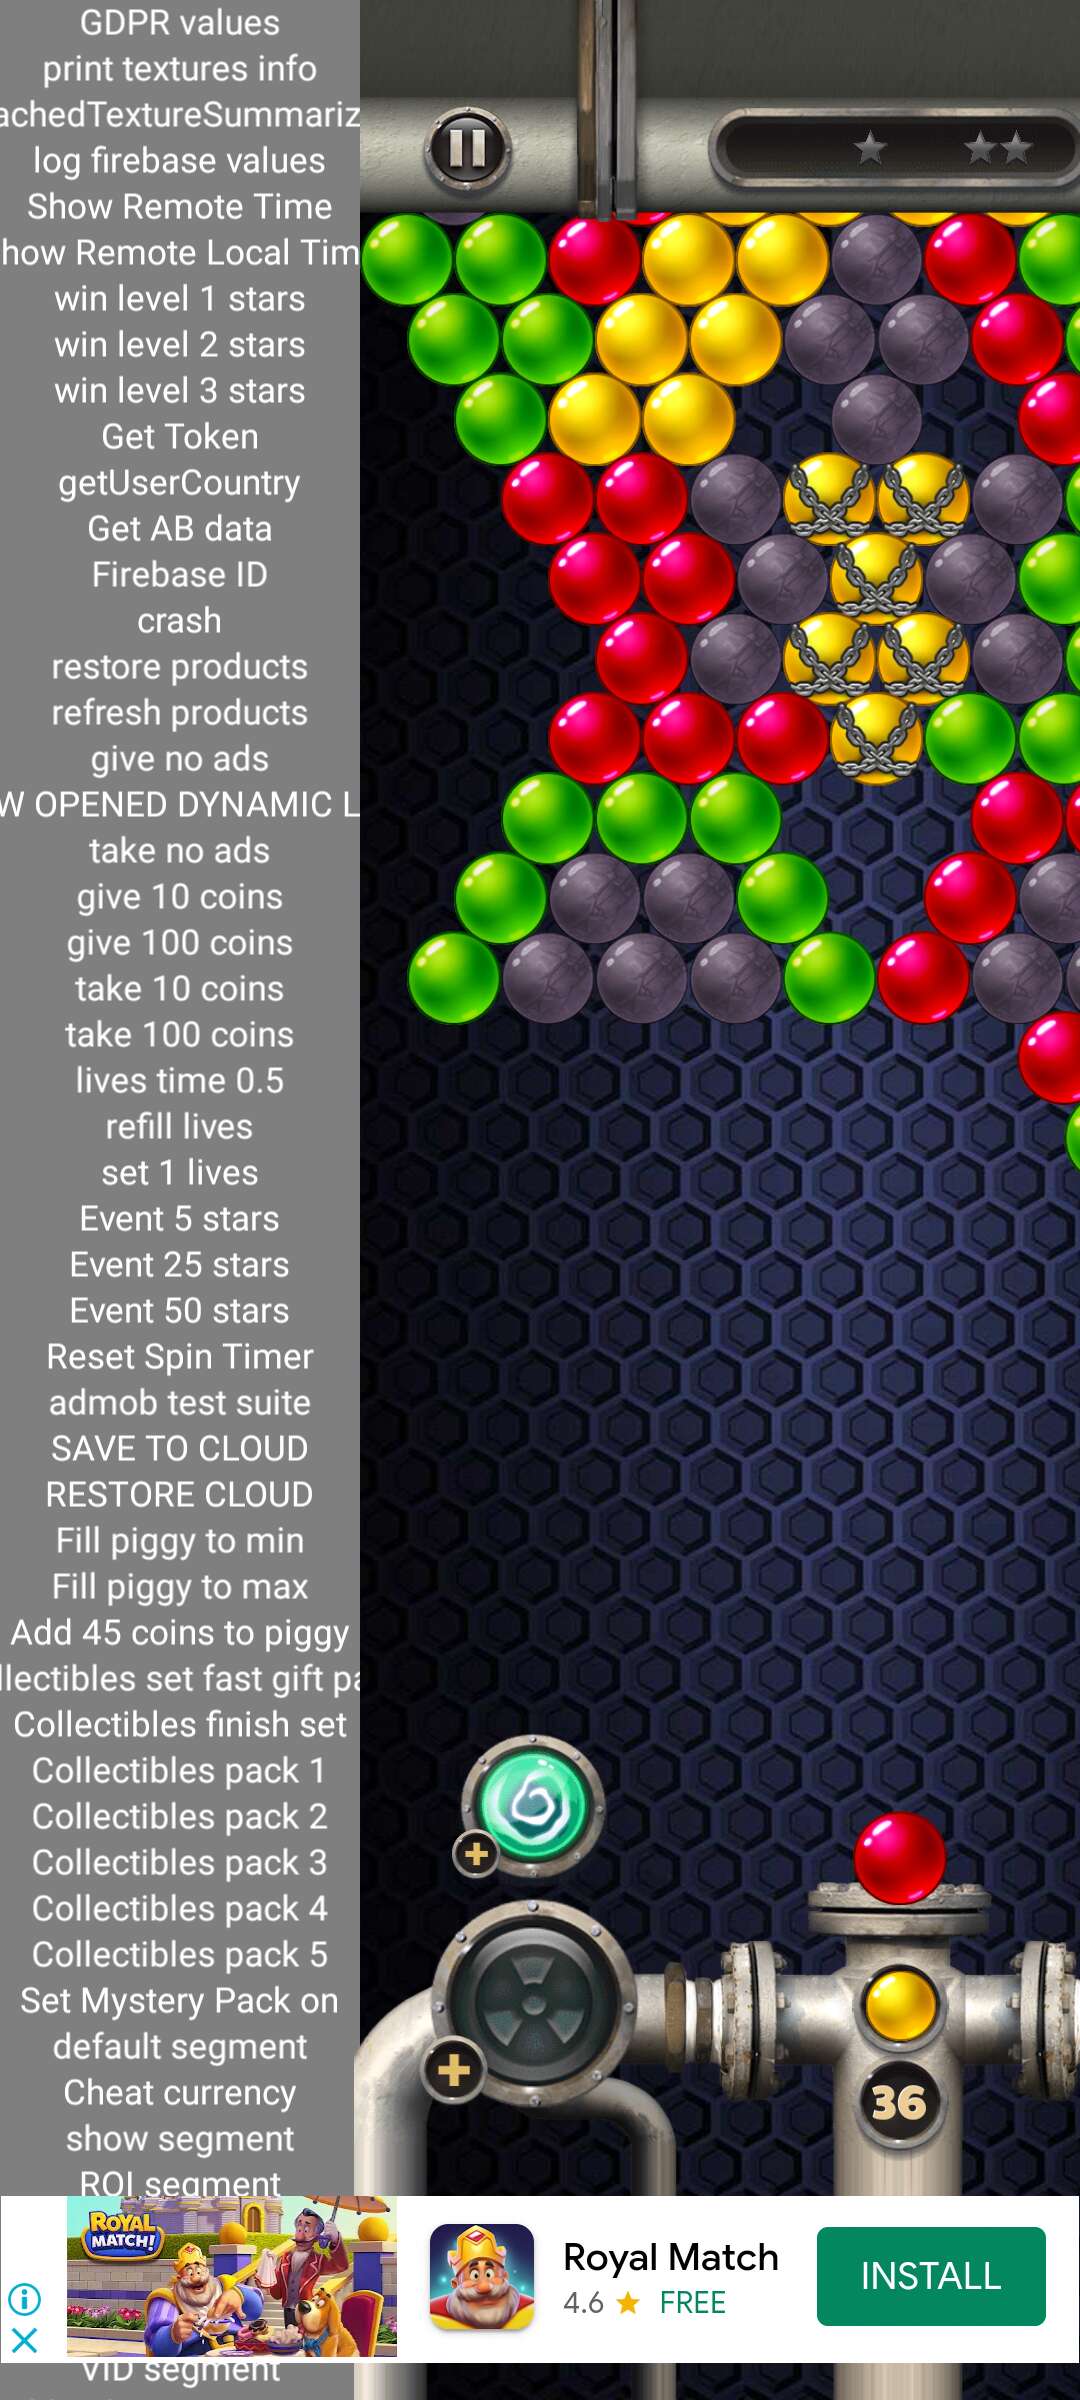 GDPR values
print textures info
achedTextureSummariz
log firebase values
Show Remote Time
how Remote Local Tim
win level 1 stars
win level 2 stars
win level 3 stars
Get Token
getUserCountry
Get AB data
Firebase ID
crash
restore products
refresh products
give no ads
W OPENED DYNAMIC L
take no ads
give 10 coins
give 100 coins
take 10 coins
take 100 coins
lives time 0.5
refill lives
set 1 lives
Event 5 stars
Event 25 stars
Event 50 stars
Reset Spin Timer
admob test suite
SAVE TO CLOUD
RESTORE CLOUD
Fill piggy to min
Fill piggy to max
Add 45 coins to piggy
llectibles set fast gift pa
Collectibles finish set
Collectibles pack 1
Collectibles pack 2
Collectibles pack 3
Collectibles pack 4
Collectibles pack 5
Set Mystery Pack on
default segment
Cheat currency
show segment
ROI segment
36
ROYAL
MATCH!
Royal Match
4.6 ★ FREE
INSTALL
VID segment